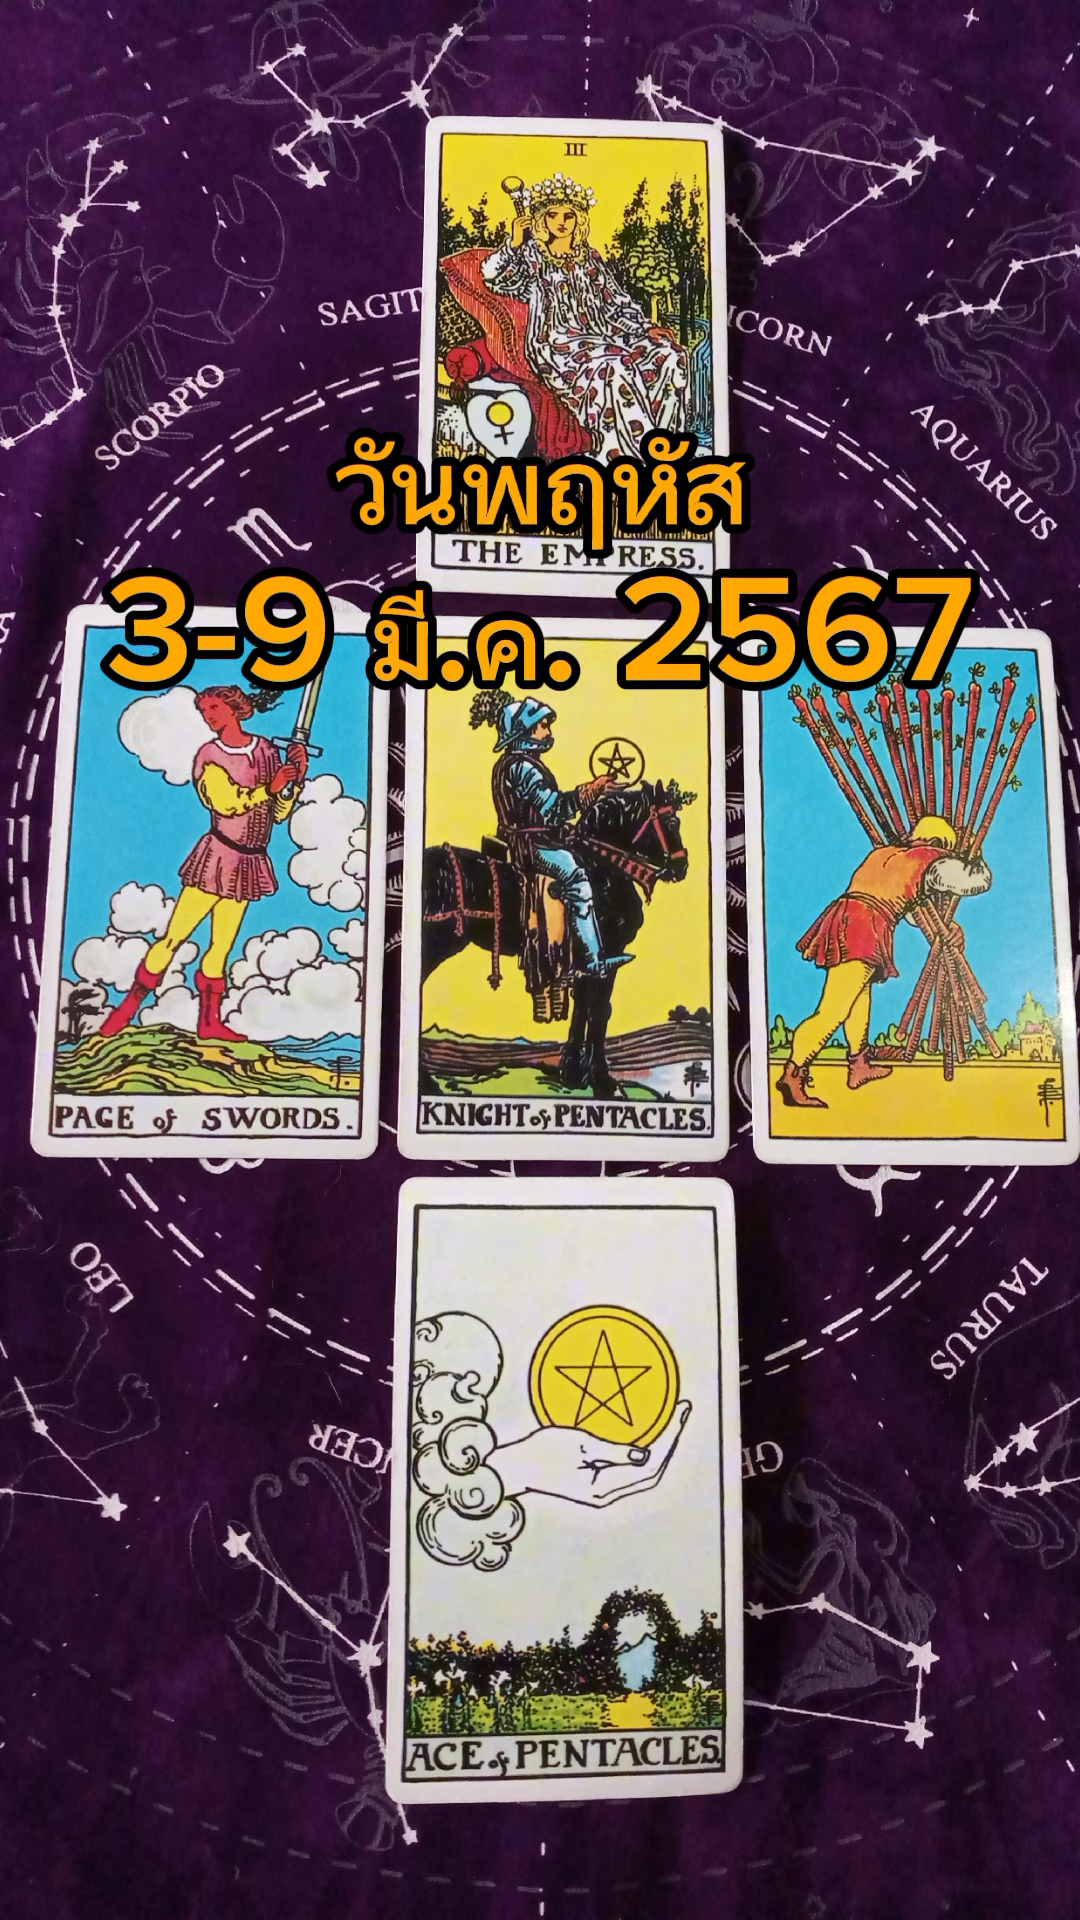 III
SAGIT
ICORN
SCORPIO
AQUARIUS
วันพฤหัส
THE EMPRESS.
3-9 มี.ค. 2567
PAGE of SWORDS.
KNIGHT of PENTACLES.
LEO
TAURUS
CER
GE
ACE of PENTACLES.